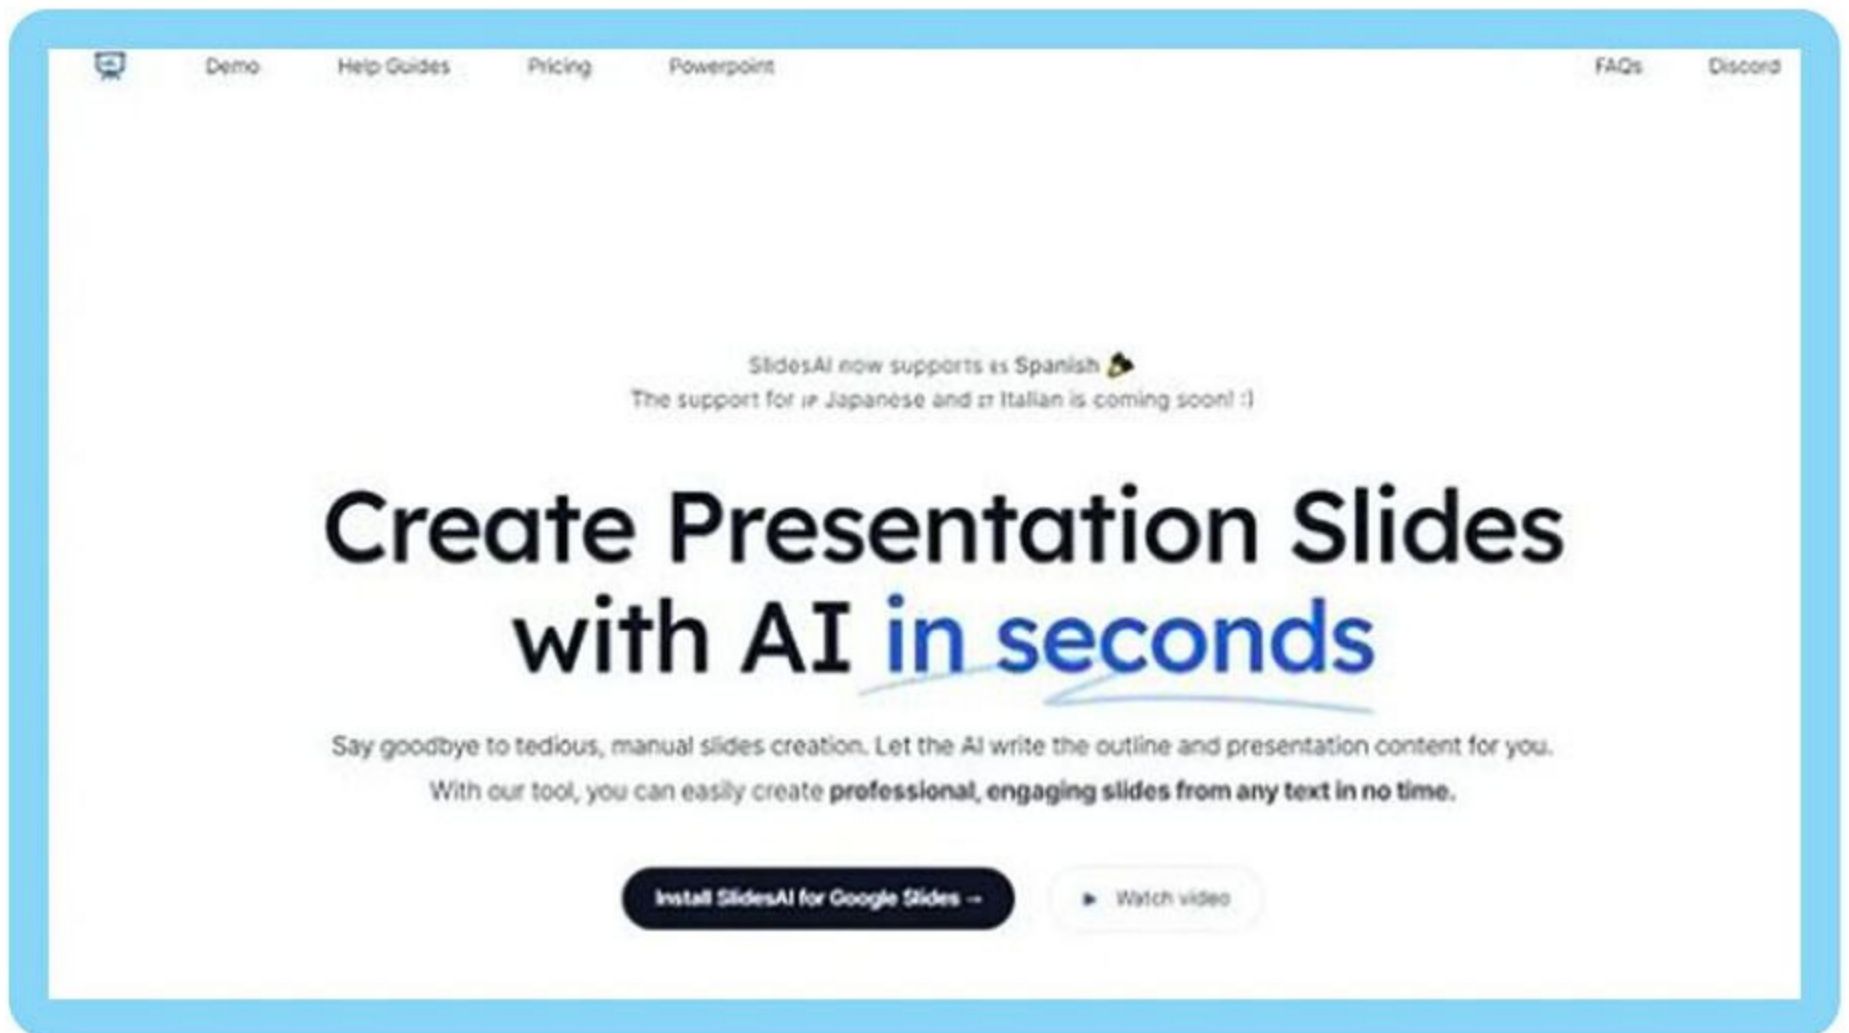 Demo Help Guides Pricing Powerpoint FAQs Discord
SlidesAI now supports ES Spanish
The support for JP Japanese and IT Italian is coming soon! :)
Create Presentation Slides
with AI in seconds
Say goodbye to tedious, manual slides creation. Let the AI write the outline and presentation content for you.
With our tool, you can easily create professional, engaging slides from any text in no time.
Install SlidesAI for Google Slides →
Watch video